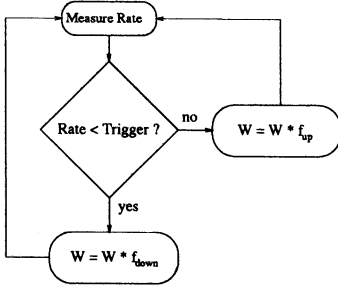 Measure Rate
Rate < Trigger ?
no
W = W * f_up
yes
W = W * f_down